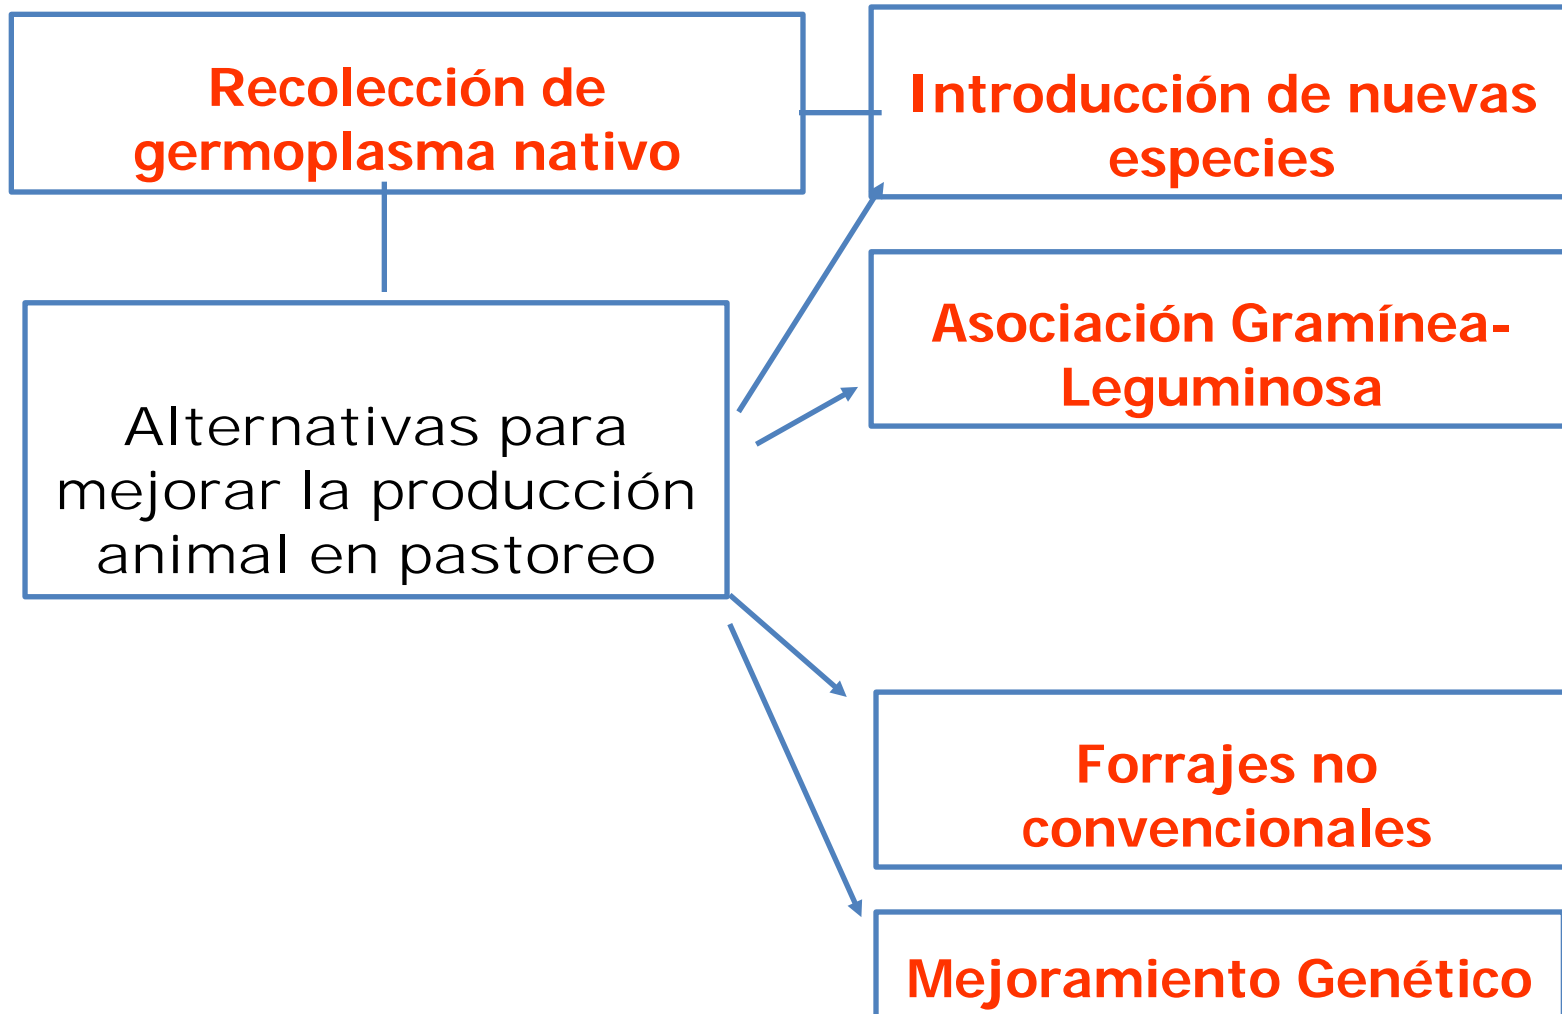 Recolección de
germoplasma nativo
Introducción de nuevas
especies
Asociación Gramínea-
Leguminosa
Alternativas para
mejorar la producción
animal en pastoreo
Forrajes no
convencionales
Mejoramiento Genético